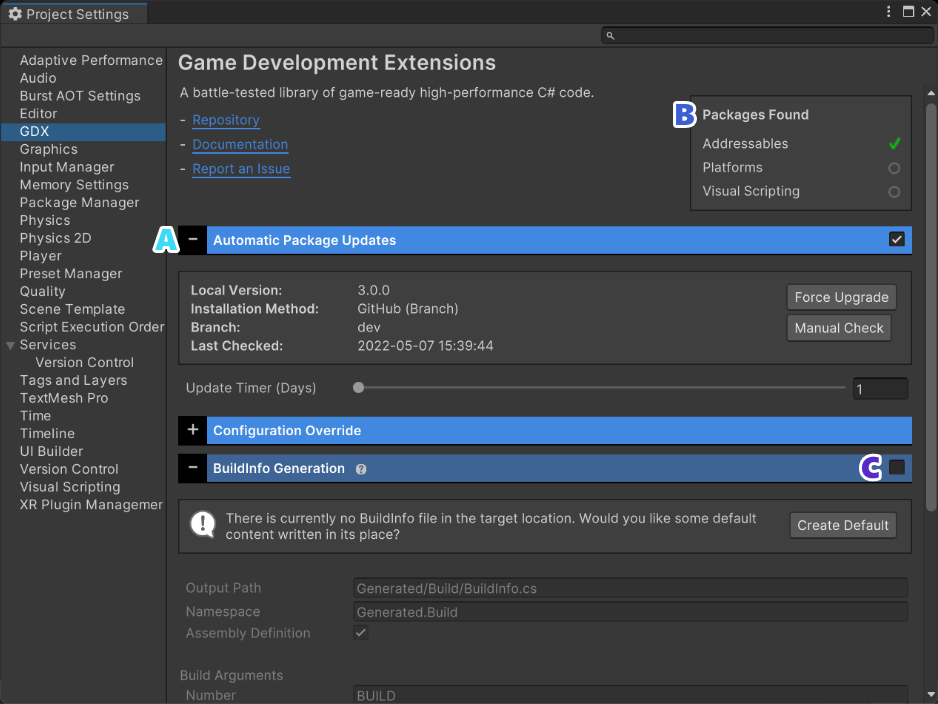 Project Settings
Adaptive Performance
Audio
Burst AOT Settings
Editor
GDX
Graphics
Input Manager
Memory Settings
Package Manager
Physics
Physics 2D
Player
Preset Manager
Quality
Scene Template
Script Execution Order
Services
Version Control
Tags and Layers
TextMesh Pro
Time
Timeline
UI Builder
Version Control
Visual Scripting
XR Plugin Managemer
Game Development Extensions
A battle-tested library of game-ready high-performance C# code.
- Repository
- Documentation
- Report an Issue
B Packages Found
Addressables
Platforms
Visual Scripting
A Automatic Package Updates
Local Version: 3.0.0
Installation Method: GitHub (Branch)
Branch: dev
Last Checked: 2022-05-07 15:39:44
Force Upgrade
Manual Check
Update Timer (Days) 1
+ Configuration Override
- BuildInfo Generation ? C
There is currently no BuildInfo file in the target location. Would you like some default
content written in its place?
Create Default
Output Path Generated/Build/BuildInfo.cs
Namespace Generated.Build
Assembly Definition
Build Arguments
Number BUILD